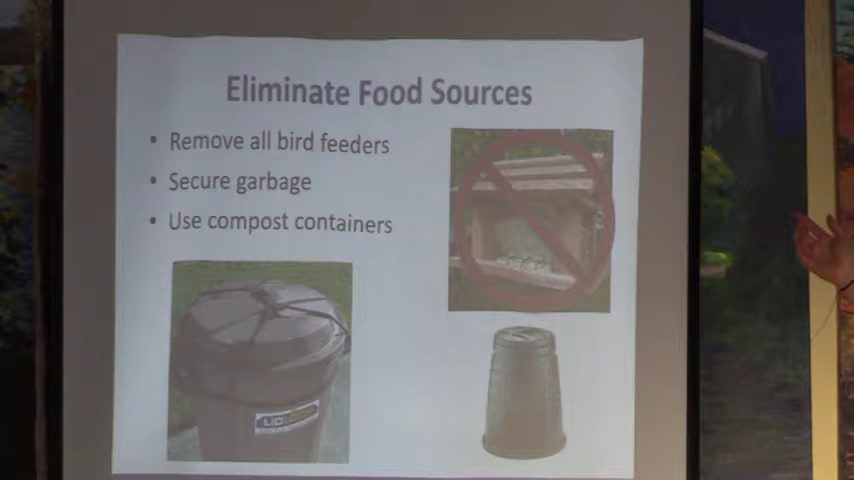 Eliminate Food Sources
• Remove all bird feeders
• Secure garbage
• Use compost containers